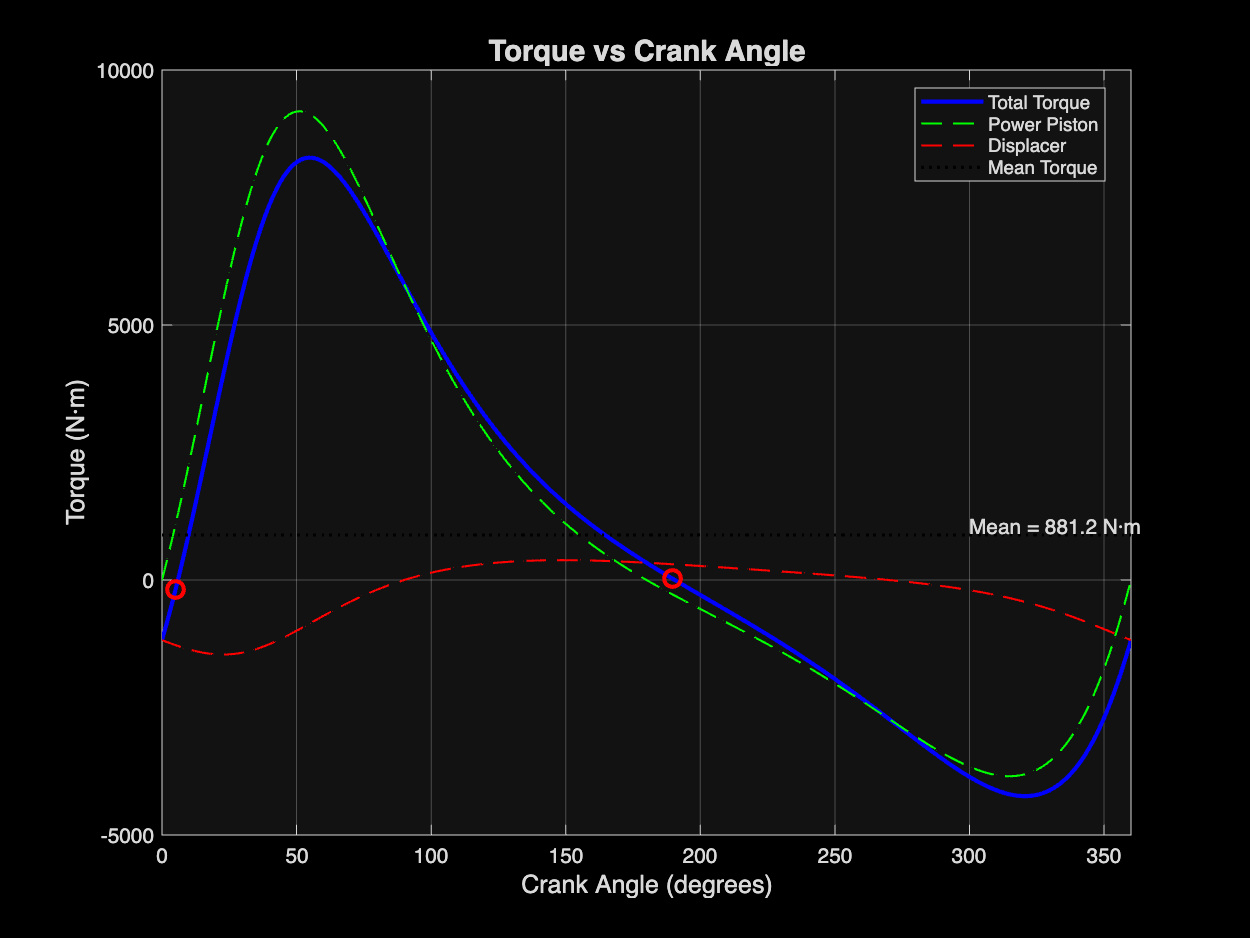 Torque vs Crank Angle
10000
5000
0
-5000
Torque (N·m)
Total Torque
Power Piston
Displacer
Mean Torque
Mean = 881.2 N·m
0 50 100 150 200 250 300 350
Crank Angle (degrees)